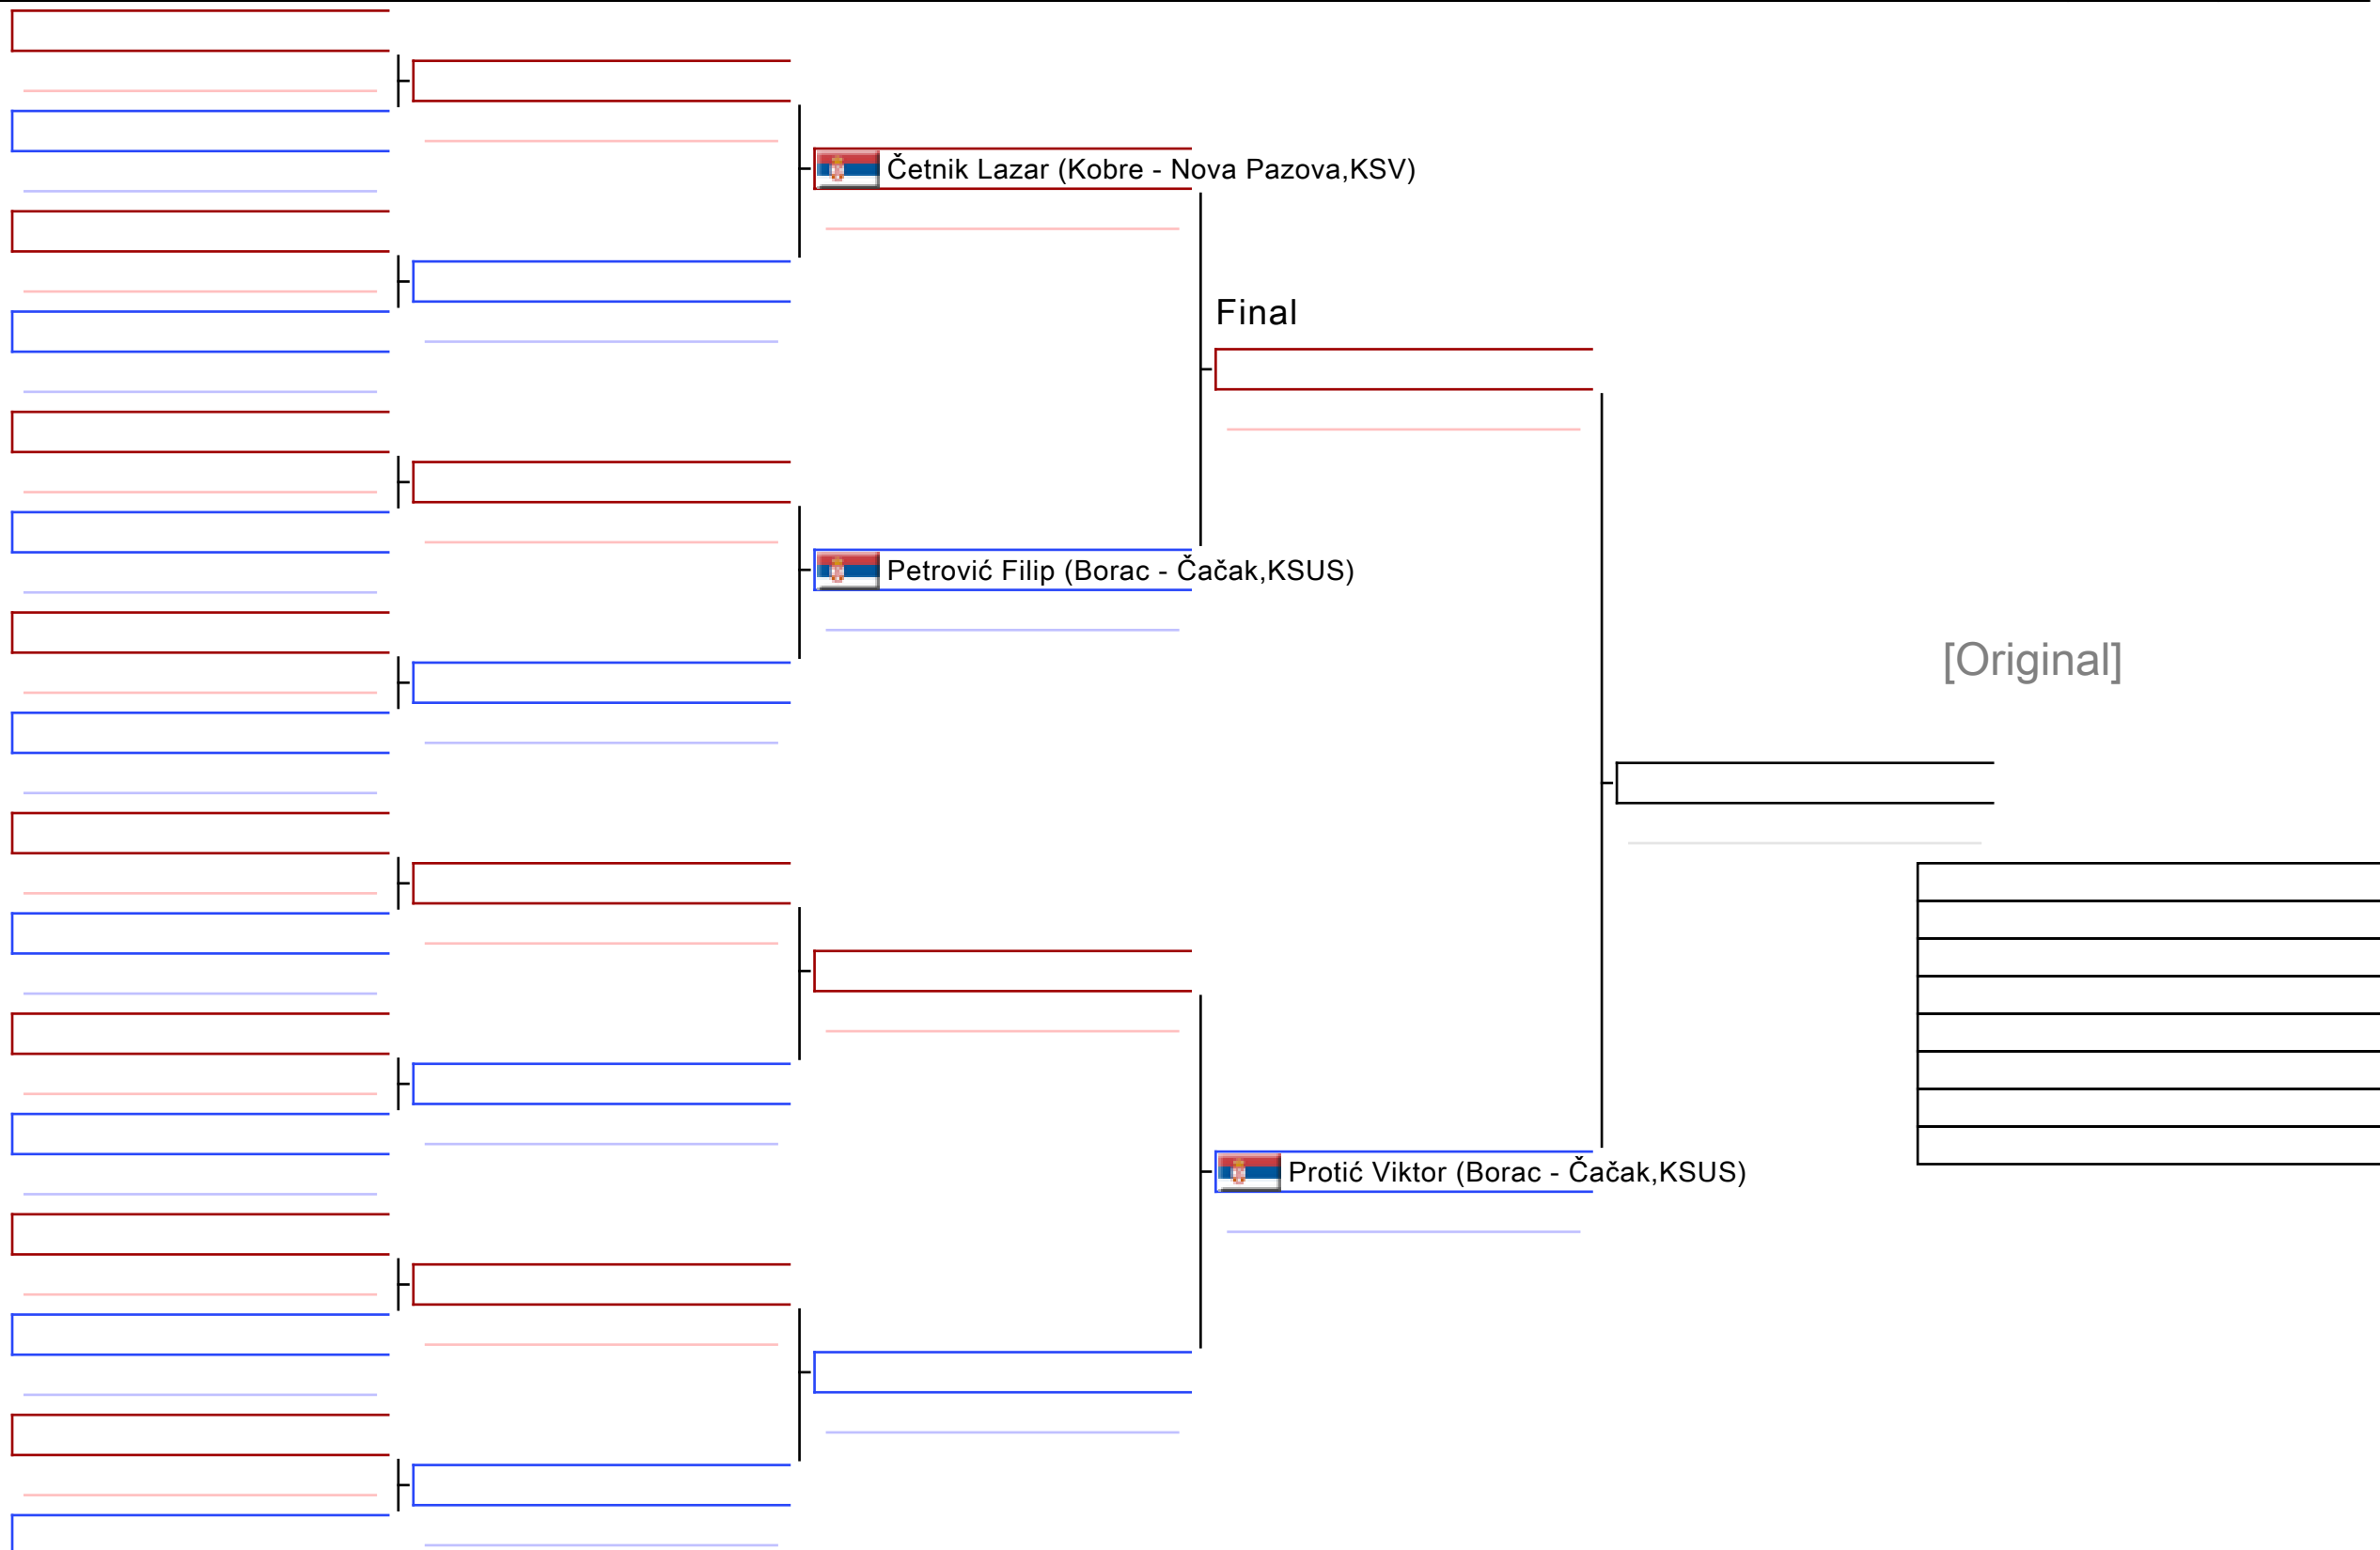 Četnik Lazar (Kobre - Nova Pazova,KSV)
Final
Petrović Filip (Borac - Čačak,KSUS)
[Original]
Protić Viktor (Borac - Čačak,KSUS)